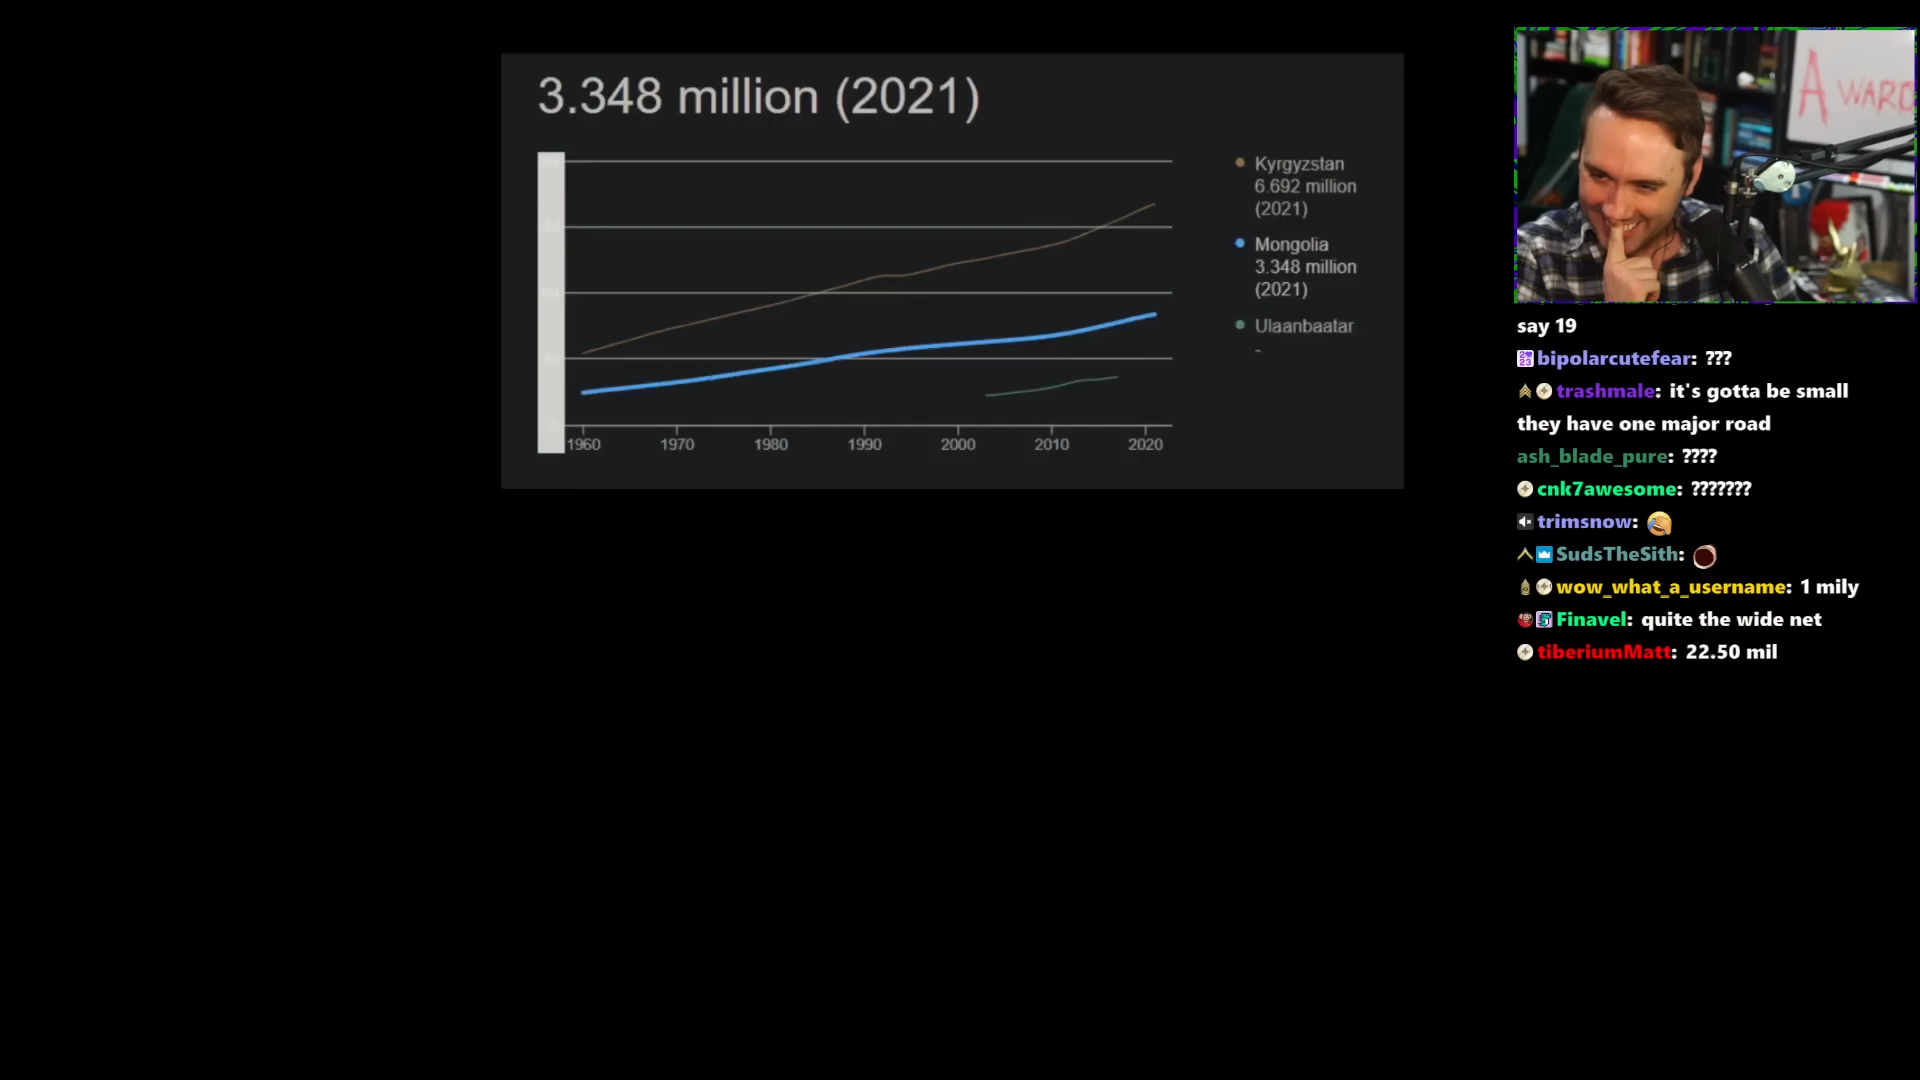 3.348 million (2021)
Kyrgyzstan
6.692 million
(2021)
Mongolia
3.348 million
(2021)
Ulaanbaatar
-
1960 1970 1980 1990 2000 2010 2020
A WARD
say 19
bipolarcutefear: ???
trashmale: it's gotta be small
they have one major road
ash_blade_pure: ????
cnk7awesome: ???????
trimsnow:
SudsTheSith:
wow_what_a_username: 1 mily
Finavel: quite the wide net
tiberiumMatt: 22.50 mil